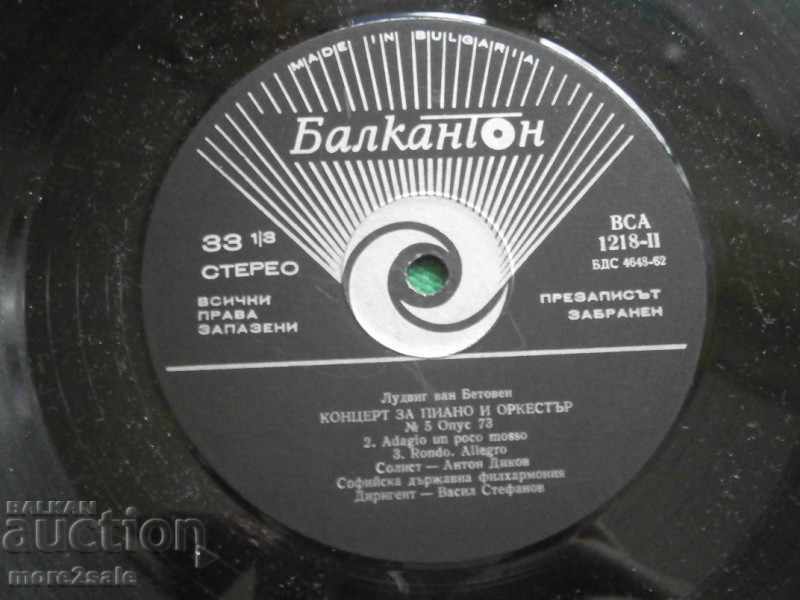 MADE IN BULGARIA
Балкантон
33 1/3
СТЕРЕО
ВСИЧНИ
ПРАВА
ЗАПАЗЕНИ
ВСА
1218-II
БДС 4648-62
ПРЕЗАПИСЪТ
ЗАБРАНЕН
Лудвиг ван Бетовен
КОНЦЕРТ ЗА ПИАНО И ОРКЕСТЪР
№ 5 Опус 73
2. Adagio un poco mosso
3. Rondo. Allegro
Солист — Антон Диков
Софийска държавна филхармония
Диригент — Васил Стефанов
BALKAN
auction
more2sale